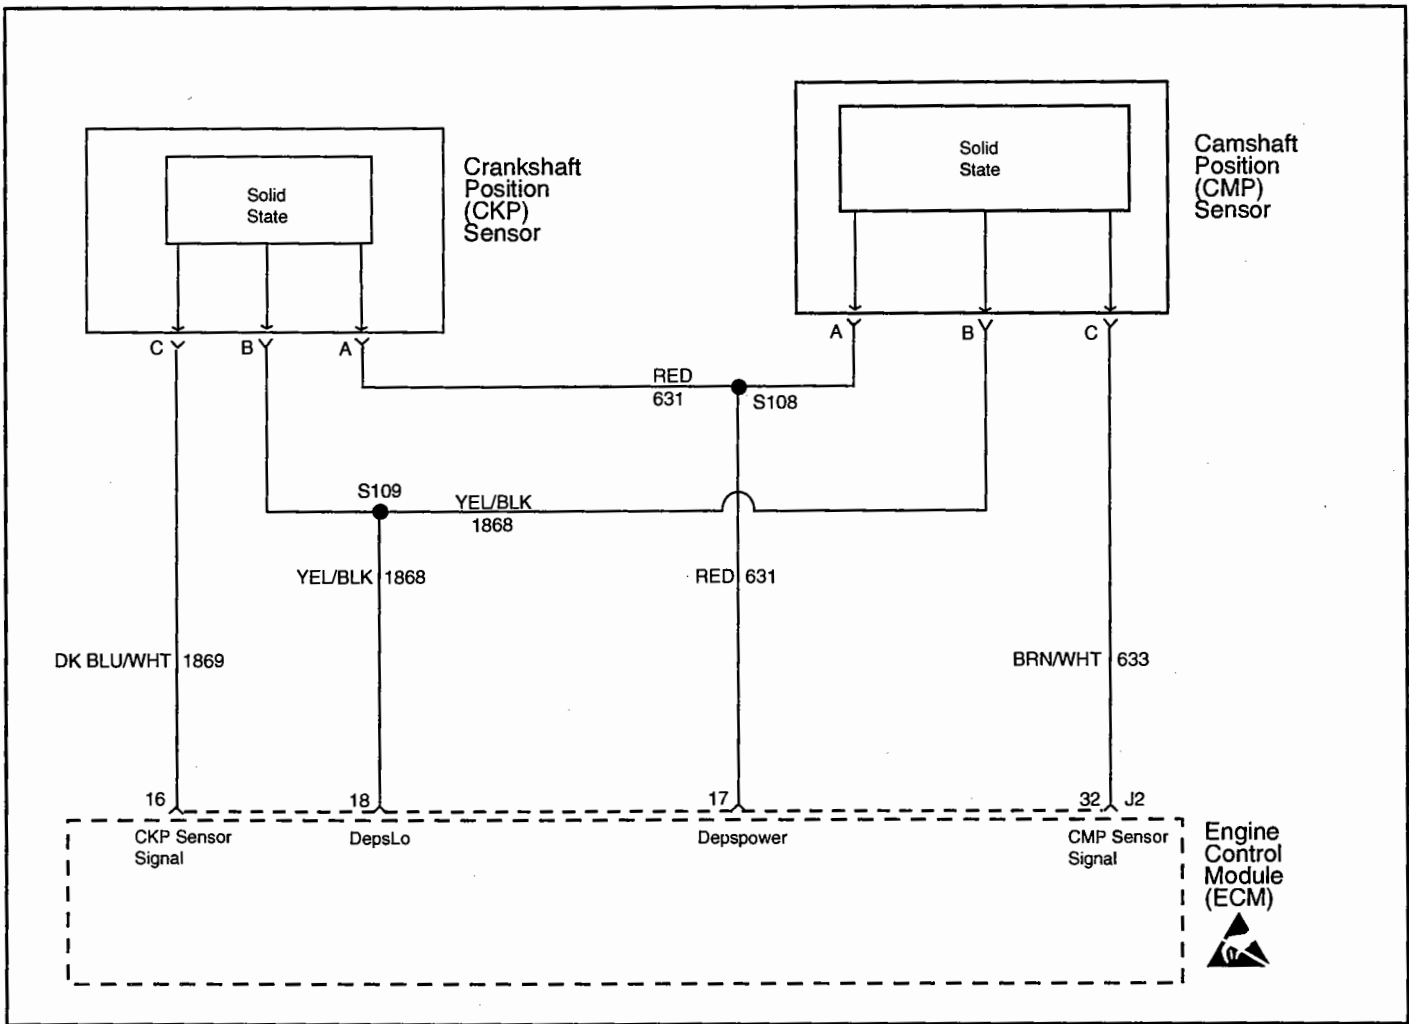 Solid
State
Crankshaft
Position
(CKP)
Sensor
Solid
State
Camshaft
Position
(CMP)
Sensor
C B A
A B C
RED
631
S108
S109
YEL/BLK
1868
YEL/BLK 1868
RED 631
DK BLU/WHT 1869
BRN/WHT 633
16 18 17 32 J2
CKP Sensor
Signal
DepsLo
Depspower
CMP Sensor
Signal
Engine
Control
Module
(ECM)